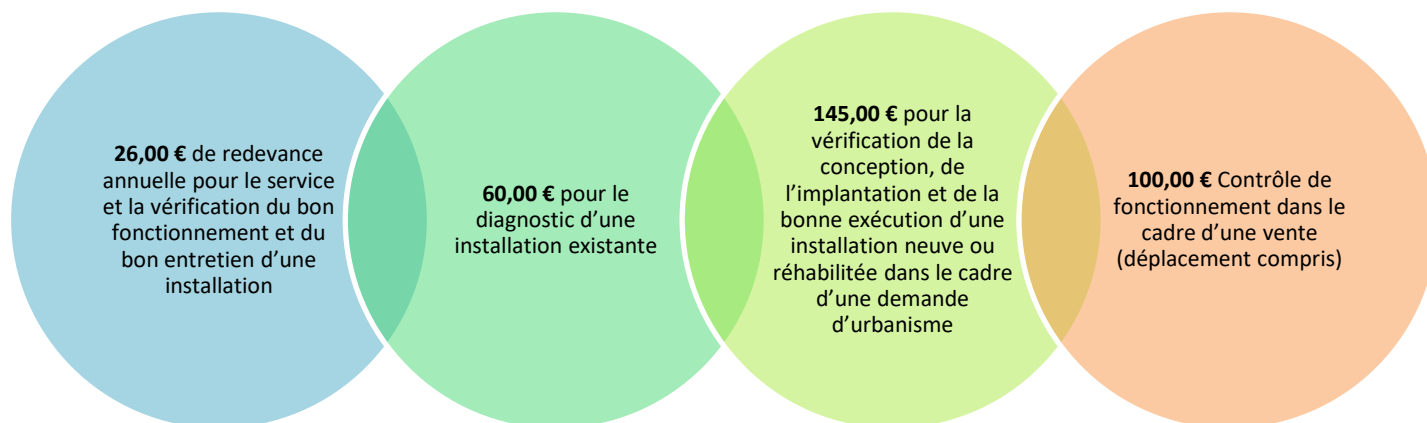 26,00 € de redevance
annuelle pour le service
et la vérification du bon
fonctionnement et du
bon entretien d’une
installation
60,00 € pour le
diagnostic d’une
installation existante
145,00 € pour la
vérification de la
conception, de
l’implantation et de la
bonne exécution d’une
installation neuve ou
réhabilitée dans le cadre
d’une demande
d’urbanisme
100,00 € Contrôle de
fonctionnement dans le
cadre d’une vente
(déplacement compris)